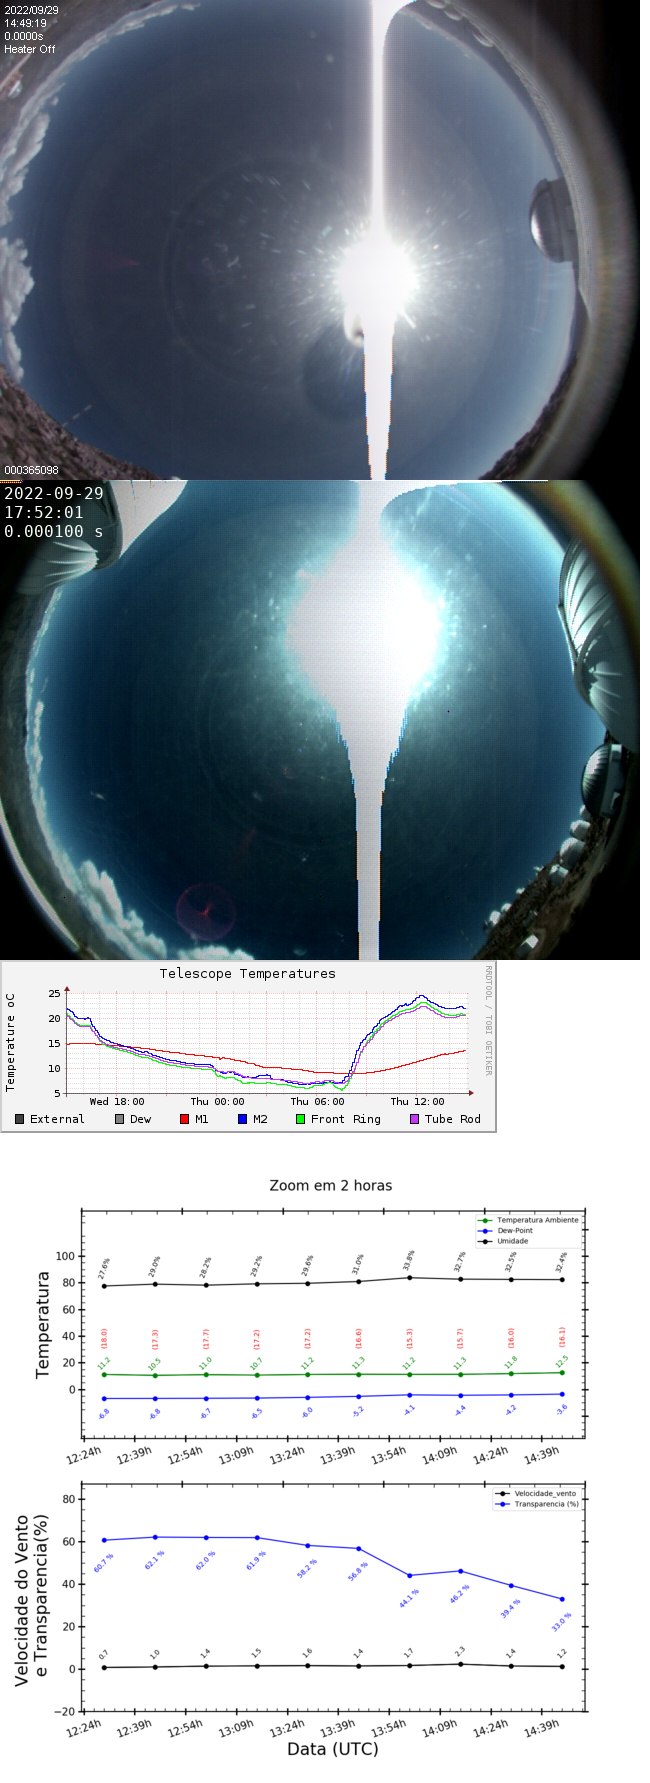 2022/09/29
14:49:19
0.0000s
Heater Off
000365098
2022-09-29
17:52:01
0.000100 s
Telescope Temperatures
RRDTOOL / TOBI OETIKER
Temperature oC
25
20
15
10
5
Wed 18:00 Thu 00:00 Thu 06:00 Thu 12:00
External Dew M1 M2 Front Ring Tube Rod
Zoom em 2 horas
Temperatura Ambiente
Dew-Point
Umidade
Temperatura
100
80
60
40
20
0
27.6% 29.0% 28.2% 29.2% 29.6% 31.0% 33.8% 32.7% 32.5% 32.4%
(18.0) (17.3) (17.7) (17.2) (17.2) (16.6) (15.3) (15.7) (16.0) (16.1)
11.2 10.5 11.0 10.7 11.2 11.3 11.2 11.3 11.8 12.5
-6.8 -6.8 -6.7 -6.5 -6.0 -5.2 -4.1 -4.4 -4.2 -3.6
12:24h 12:39h 12:54h 13:09h 13:24h 13:39h 13:54h 14:09h 14:24h 14:39h
Velocidade_vento
Transparencia (%)
Velocidade do Vento
e Transparencia(%)
80
60
40
20
0
−20
60.7 % 62.1 % 62.0 % 61.9 % 58.2 % 56.8 % 44.1 % 46.2 % 39.4 % 33.0 %
0.7 1.0 1.4 1.5 1.6 1.4 1.7 2.3 1.4 1.2
12:24h 12:39h 12:54h 13:09h 13:24h 13:39h 13:54h 14:09h 14:24h 14:39h
Data (UTC)